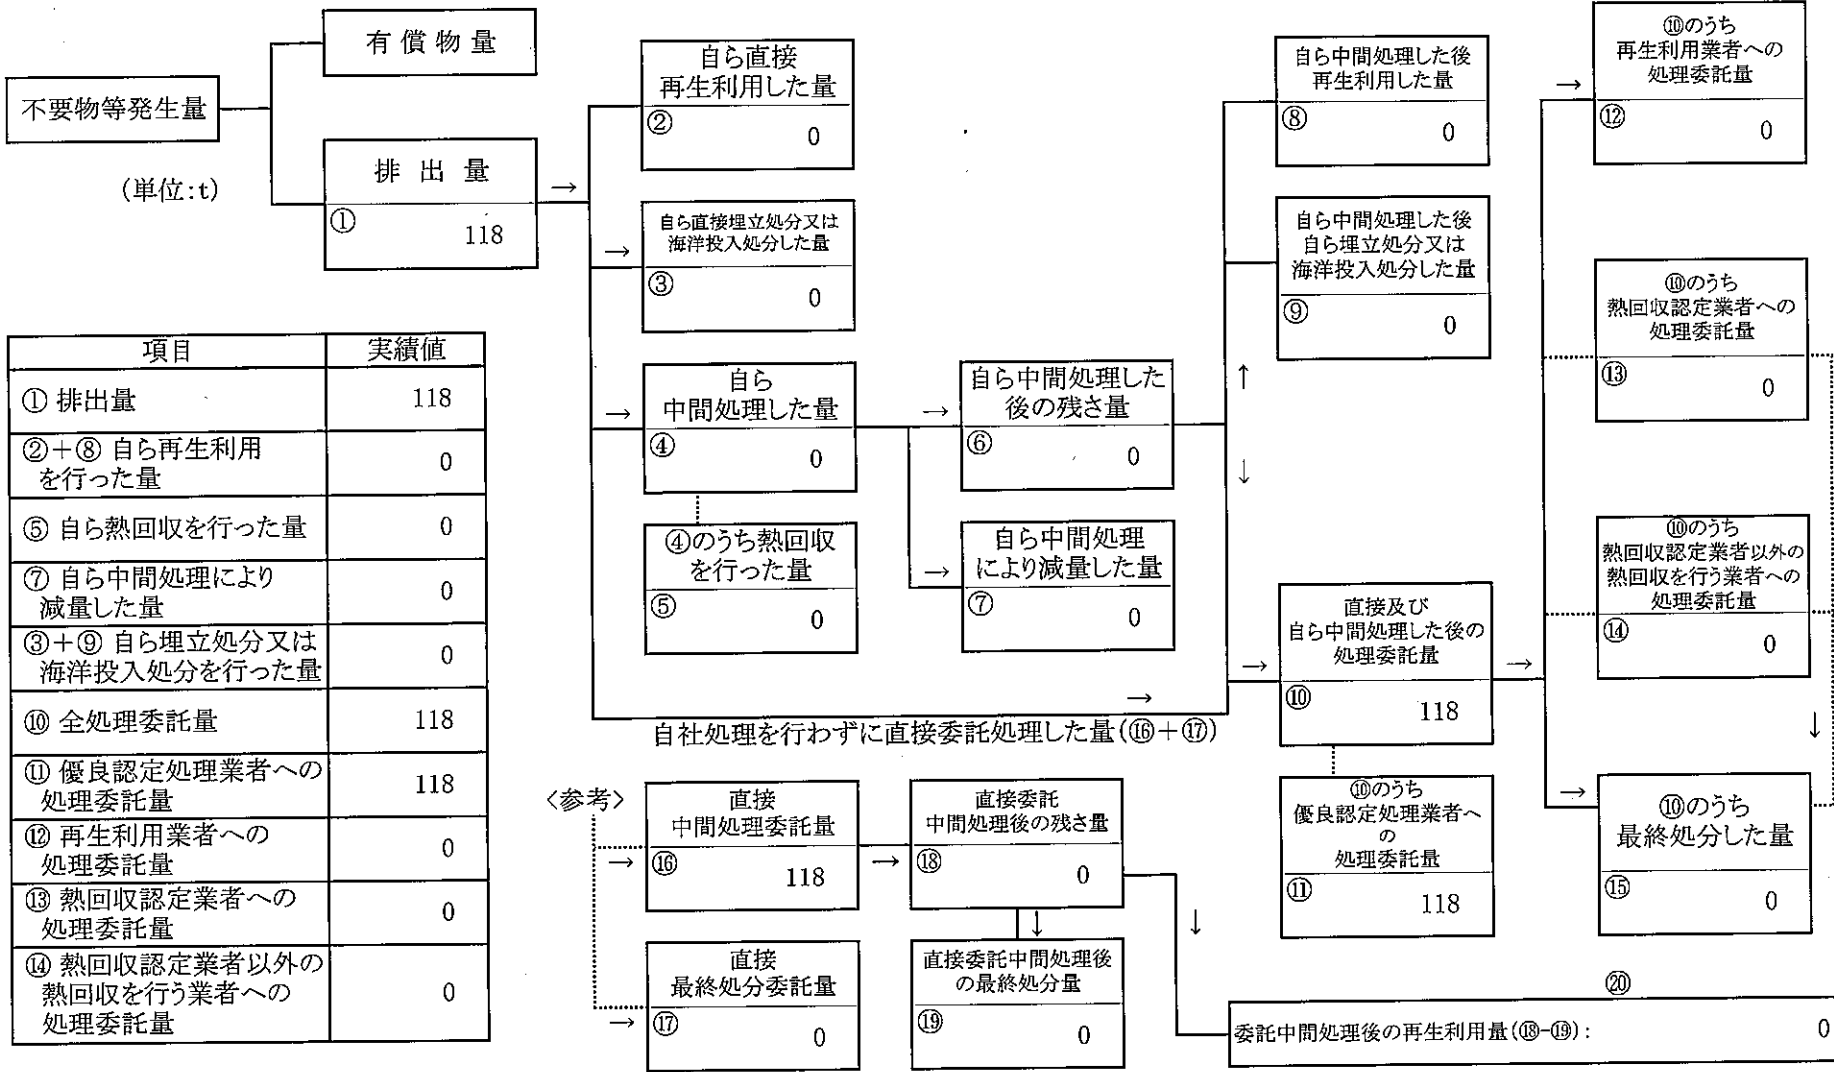 有償物量
不要物等発生量
(単位:t)
排出量
→
① 118
自ら直接
再生利用した量
② 0
→
自ら直接埋立処分又は
海洋投入処分した量
③ 0
→
自ら
中間処理した量
④ 0
④のうち熱回収
を行った量
⑤ 0
→
自ら中間処理した
後の残さ量
⑥ 0
→
自ら中間処理
により減量した量
⑦ 0
→
自社処理を行わずに直接委託処理した量(⑯+⑰)
↑
↓
自ら中間処理した後
再生利用した量
⑧ 0
自ら中間処理した後
自ら埋立処分又は
海洋投入処分した量
⑨ 0
→
直接及び
自ら中間処理した後の
処理委託量
⑩ 118
→
⑩のうち
優良認定処理業者へ
の
処理委託量
⑪ 118
→
⑩のうち
再生利用業者への
処理委託量
⑫ 0
⑩のうち
熱回収認定業者への
処理委託量
⑬ 0
⑩のうち
熱回収認定業者以外の
熱回収を行う業者への
処理委託量
⑭ 0
↓
→
⑩のうち
最終処分した量
⑮ 0
項目 実績値
① 排出量 118
②+⑧ 自ら再生利用
を行った量 0
⑤ 自ら熱回収を行った量 0
⑦ 自ら中間処理により
減量した量 0
③+⑨ 自ら埋立処分又は
海洋投入処分を行った量 0
⑩ 全処理委託量 118
⑪ 優良認定処理業者への
処理委託量 118
⑫ 再生利用業者への
処理委託量 0
⑬ 熱回収認定業者への
処理委託量 0
⑭ 熱回収認定業者以外の
熱回収を行う業者への
処理委託量 0
〈参考〉
→
直接
中間処理委託量
⑯ 118
→
直接委託
中間処理後の残さ量
⑱ 0
→
直接
最終処分委託量
⑰ 0
↓
直接委託中間処理後
の最終処分量
⑲ 0
↓
⑳
委託中間処理後の再生利用量(⑱-⑲): 0